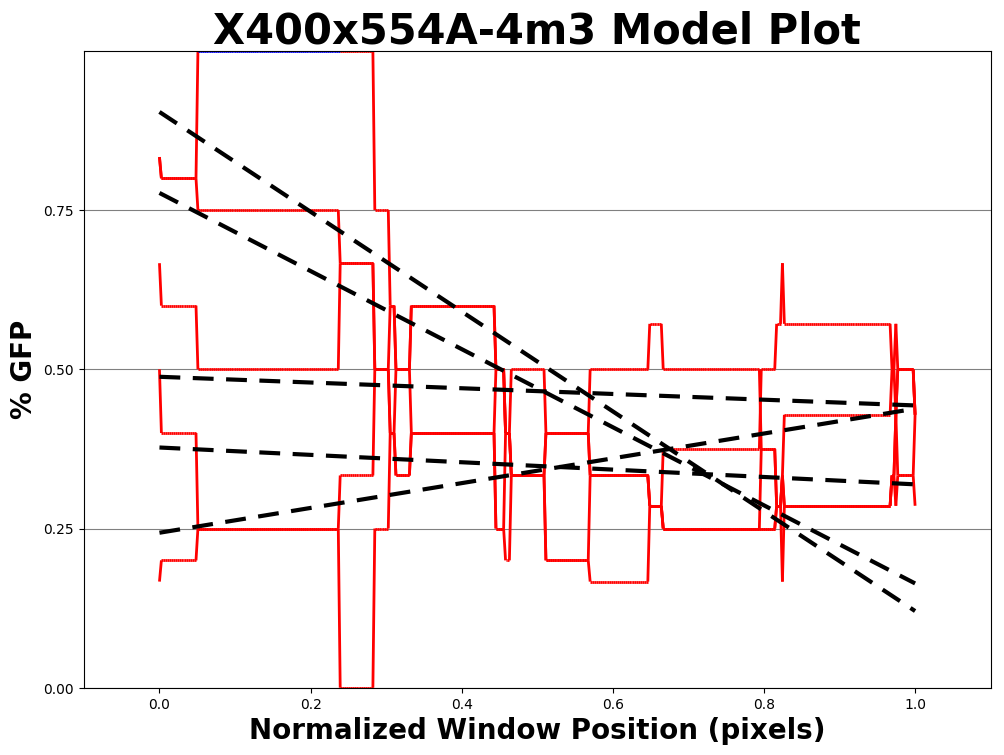 X400x554A-4m3 Model Plot
% GFP
0.75
0.50
0.25
0.00
0.0 0.2 0.4 0.6 0.8 1.0
Normalized Window Position (pixels)